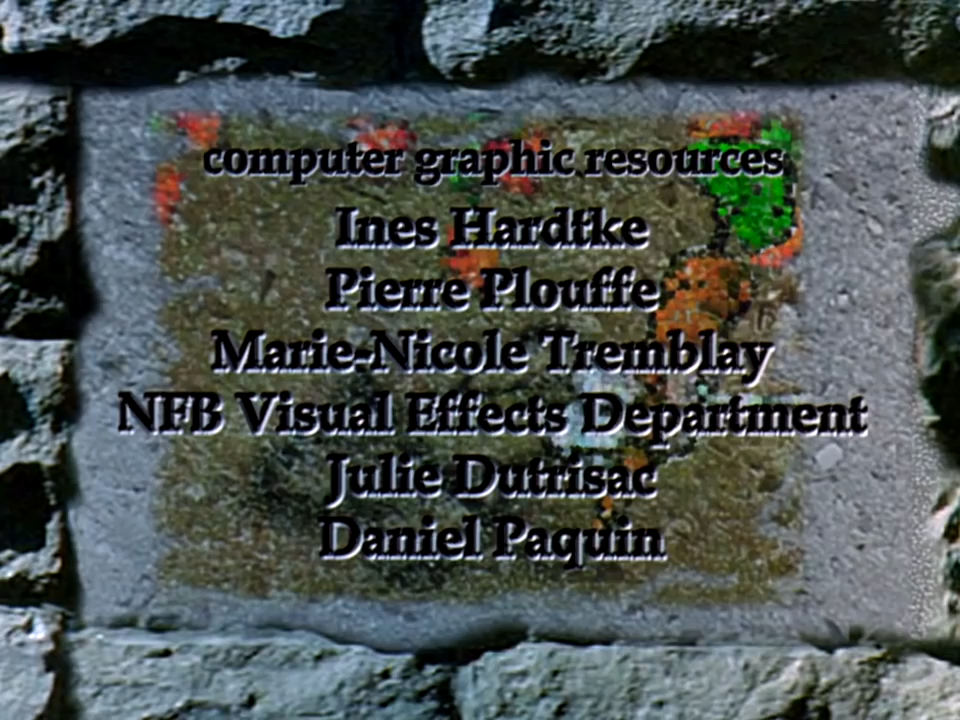 computer graphic resources
Ines Hardtke
Pierre Plouffe
Marie-Nicole Tremblay
NFB Visual Effects Department
Julie Dutrisac
Daniel Paquin